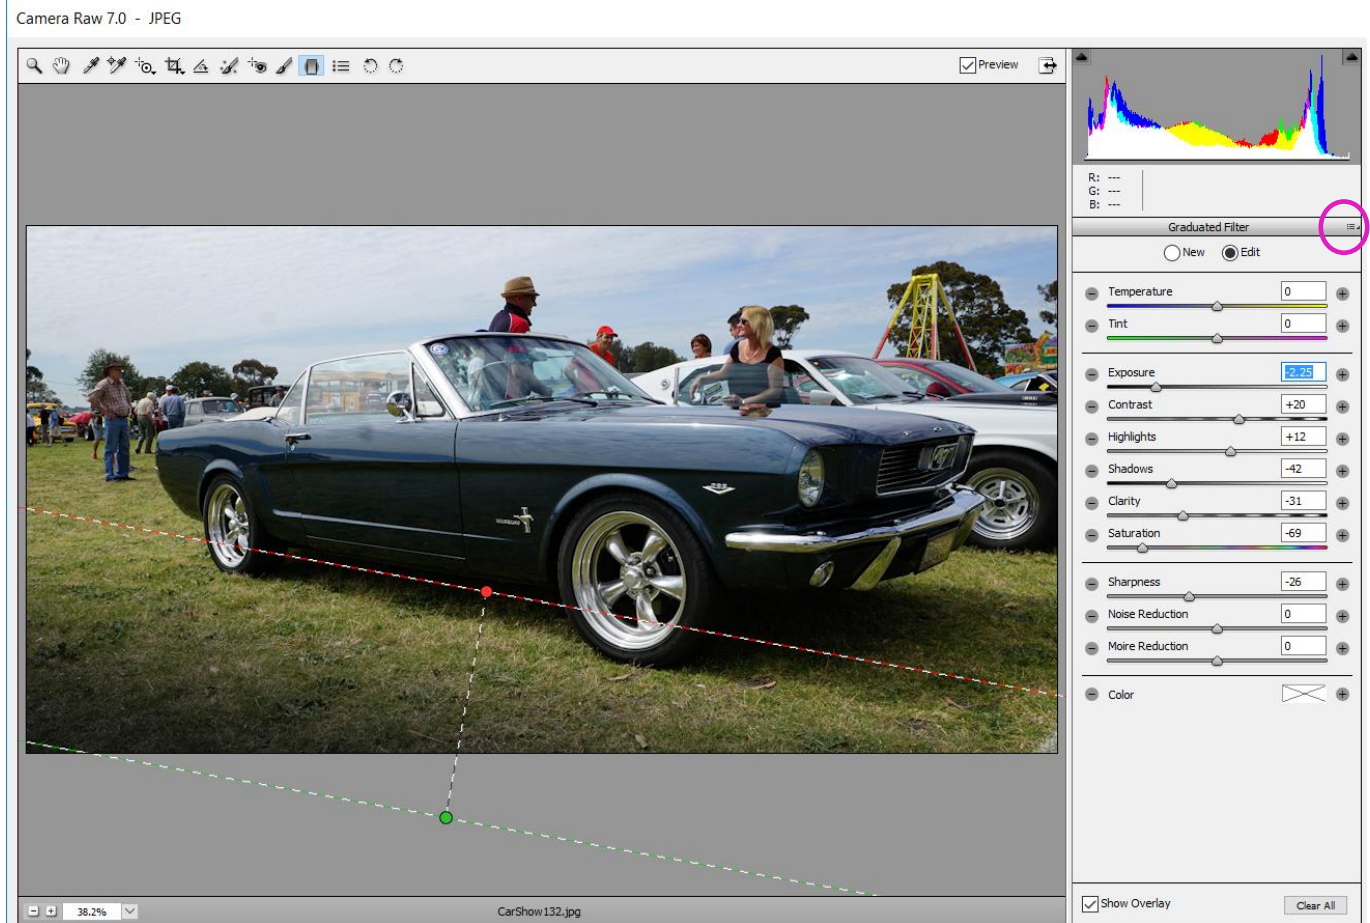 Camera Raw 7.0 - JPEG
Preview
R: ---
G: ---
B: ---
Graduated Filter
New Edit
Temperature 0
Tint 0
Exposure -2.25
Contrast +20
Highlights +12
Shadows -42
Clarity -31
Saturation -69
Sharpness -26
Noise Reduction 0
Moire Reduction 0
Color
Show Overlay Clear All
38.2% CarShow132.jpg